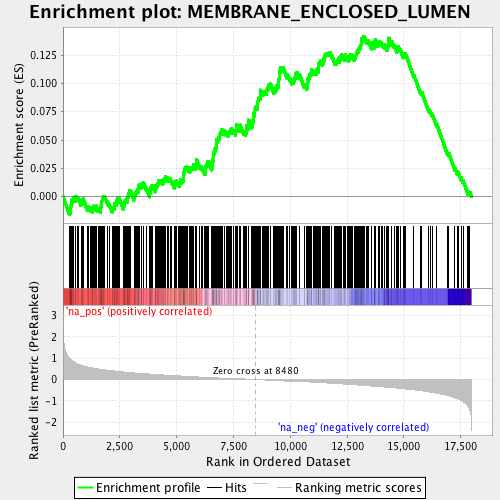 Enrichment plot: MEMBRANE_ENCLOSED_LUMEN
Enrichment score (ES)
0.125
0.100
0.075
0.050
0.025
0.000
'na_pos' (positively correlated)
Ranked list metric (PreRanked)
3
2
1
0
-1
-2
Zero cross at 8480
'na_neg' (negatively correlated)
0
2,500
5,000
7,500
10,000
12,500
15,000
17,500
Rank in Ordered Dataset
Enrichment profile
Hits
Ranking metric scores